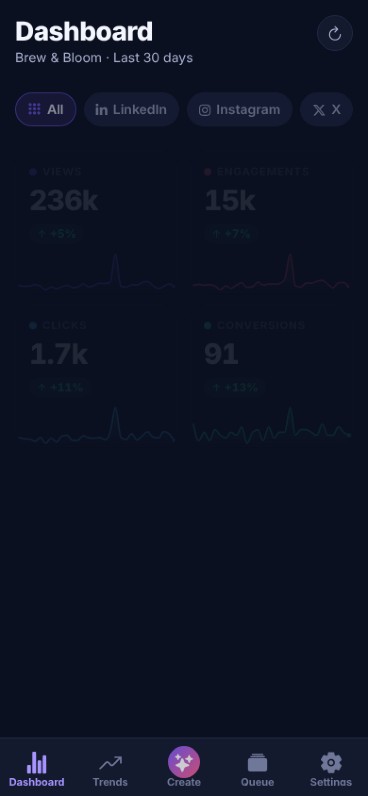 Dashboard
Brew & Bloom · Last 30 days
All
LinkedIn
Instagram
X
VIEWS
ENGAGEMENTS
236k
15k
↑ +5%
↑ +7%
CLICKS
CONVERSIONS
1.7k
91
↑ +11%
↑ +13%
Dashboard
Trends
Create
Queue
Settings